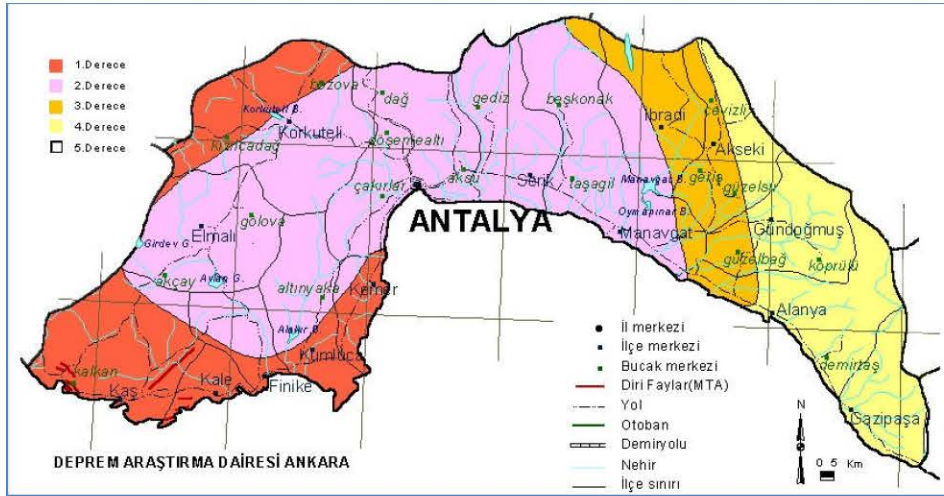 1.Derece
2.Derece
3.Derece
4.Derece
5.Derece
bozova
dağ
Korkuteli B.
Korkuteli
kızılcadağ
döşemealtı
gediz
beşkonak
İbradi
cevizli
Akseki
çakırlar
aksu
Serik
taşağıl
Manavgat B.
geriş
güzelsu
ANTALYA
Oymapınar B.
Manavgat
Gündoğmuş
gölova
Elmalı
Girdev G.
güzelbağ
köprülü
akçay
Avlan G.
altınyaka
Kemer
Alanya
Alakır B.
Kumluca
kalkan
Kaş
Kale
Finike
demirtaş
Gazipaşa
İl merkezi
İlçe merkezi
Bucak merkezi
Diri Faylar(MTA)
Yol
Otoban
Demiryolu
Nehir
İlçe sınırı
N
0 5 Km
DEPREM ARAŞTIRMA DAİRESİ ANKARA